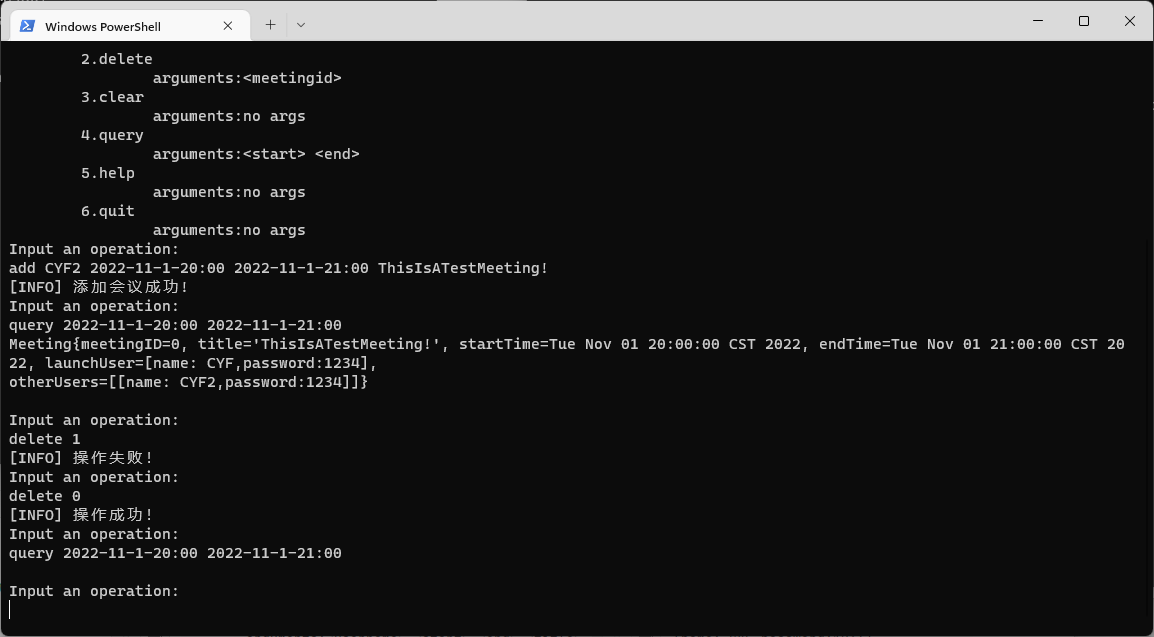 Windows PowerShell
2.delete
arguments:<meetingid>
3.clear
arguments:no args
4.query
arguments:<start> <end>
5.help
arguments:no args
6.quit
arguments:no args
Input an operation:
add CYF2 2022-11-1-20:00 2022-11-1-21:00 ThisIsATestMeeting!
[INFO] 添加会议成功!
Input an operation:
query 2022-11-1-20:00 2022-11-1-21:00
Meeting{meetingID=0, title='ThisIsATestMeeting!', startTime=Tue Nov 01 20:00:00 CST 2022, endTime=Tue Nov 01 21:00:00 CST 20
22, launchUser=[name: CYF,password:1234],
otherUsers=[[name: CYF2,password:1234]]}
Input an operation:
delete 1
[INFO] 操作失败!
Input an operation:
delete 0
[INFO] 操作成功!
Input an operation:
query 2022-11-1-20:00 2022-11-1-21:00
Input an operation: